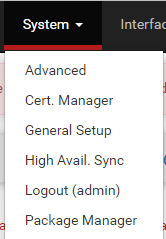 System Interfac
Advanced
Cert. Manager
General Setup
High Avail. Sync
Logout (admin)
Package Manager